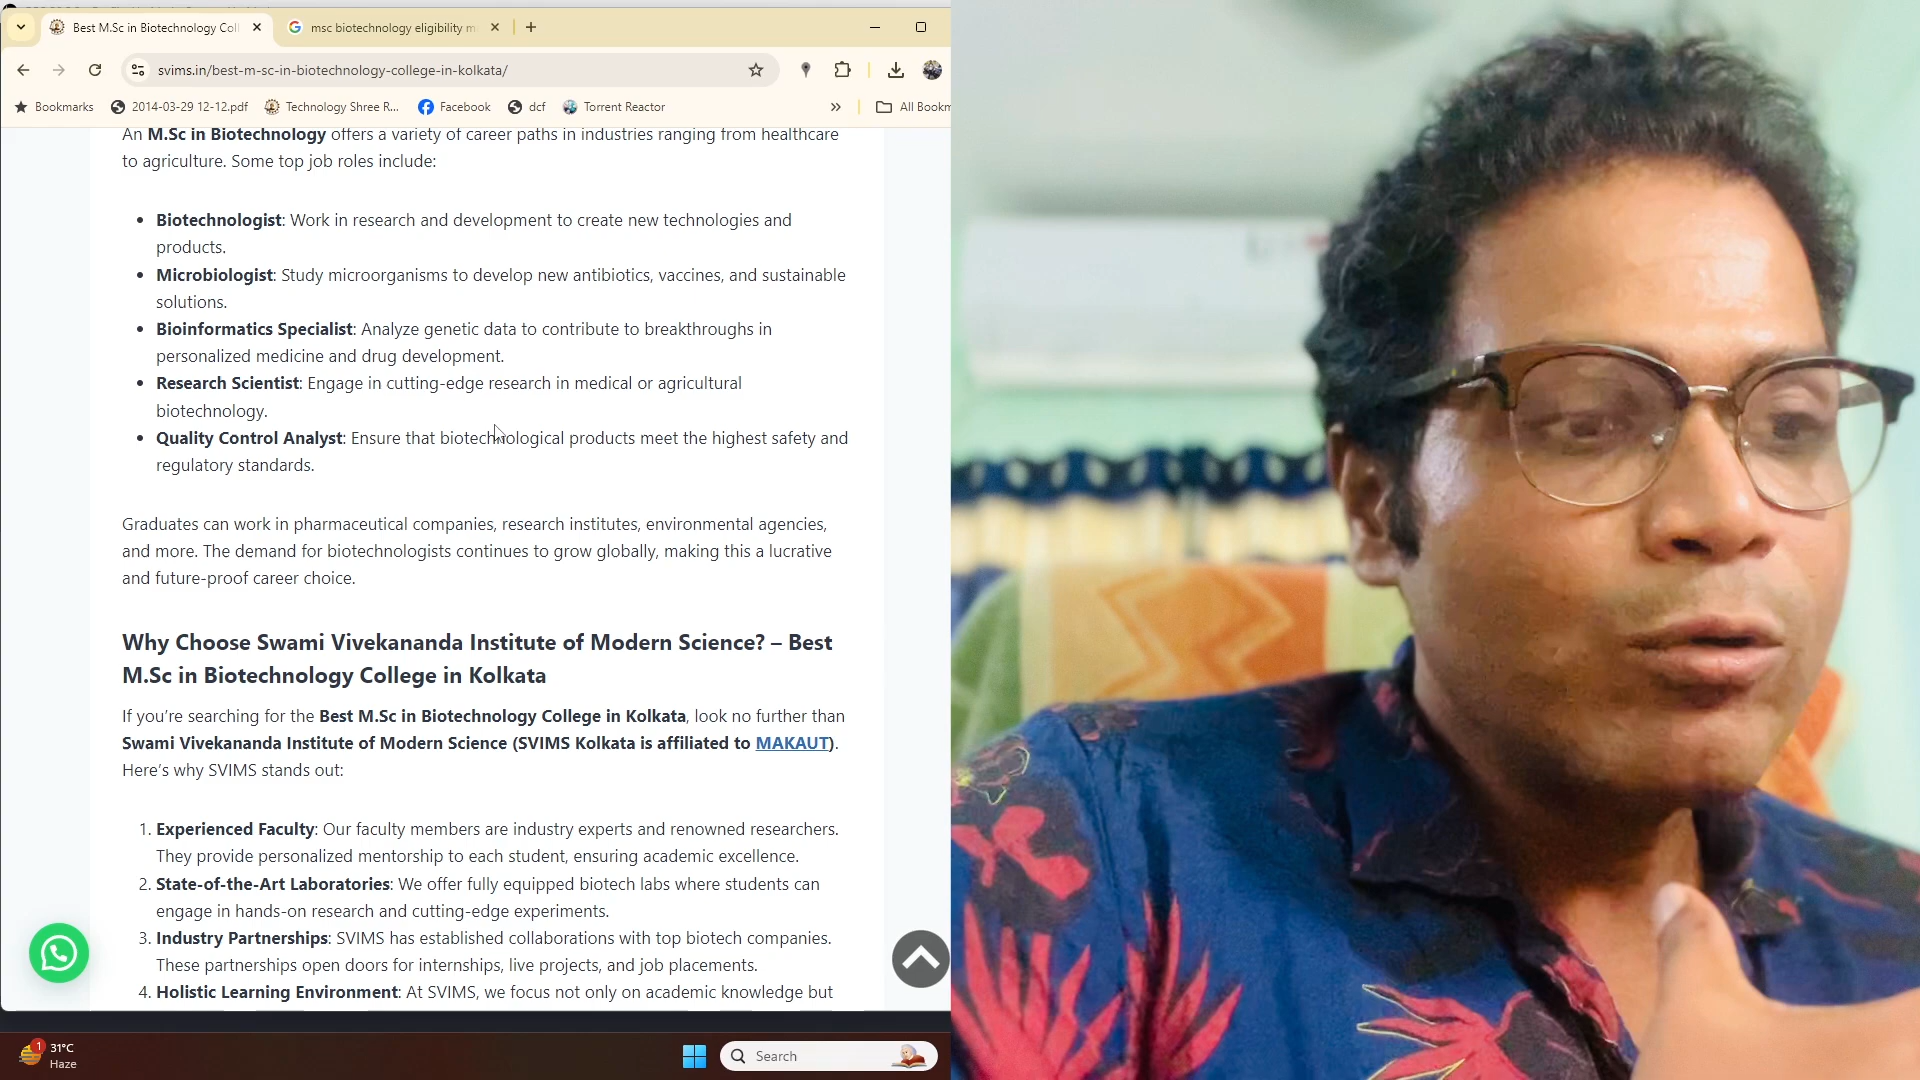 Best M.Sc in Biotechnology Coll
msc biotechnology eligibility m
svims.in/best-m-sc-in-biotechnology-college-in-kolkata/
Bookmarks 2014-03-29 12-12.pdf Technology Shree R... Facebook dcf Torrent Reactor » All Bookm
An M.Sc in Biotechnology offers a variety of career paths in industries ranging from healthcare
to agriculture. Some top job roles include:
• Biotechnologist: Work in research and development to create new technologies and
products.
• Microbiologist: Study microorganisms to develop new antibiotics, vaccines, and sustainable
solutions.
• Bioinformatics Specialist: Analyze genetic data to contribute to breakthroughs in
personalized medicine and drug development.
• Research Scientist: Engage in cutting-edge research in medical or agricultural
biotechnology.
• Quality Control Analyst: Ensure that biotechnological products meet the highest safety and
regulatory standards.
Graduates can work in pharmaceutical companies, research institutes, environmental agencies,
and more. The demand for biotechnologists continues to grow globally, making this a lucrative
and future-proof career choice.
Why Choose Swami Vivekananda Institute of Modern Science? – Best
M.Sc in Biotechnology College in Kolkata
If you’re searching for the Best M.Sc in Biotechnology College in Kolkata, look no further than
Swami Vivekananda Institute of Modern Science (SVIMS Kolkata is affiliated to MAKAUT).
Here’s why SVIMS stands out:
1. Experienced Faculty: Our faculty members are industry experts and renowned researchers.
They provide personalized mentorship to each student, ensuring academic excellence.
2. State-of-the-Art Laboratories: We offer fully equipped biotech labs where students can
engage in hands-on research and cutting-edge experiments.
3. Industry Partnerships: SVIMS has established collaborations with top biotech companies.
These partnerships open doors for internships, live projects, and job placements.
4. Holistic Learning Environment: At SVIMS, we focus not only on academic knowledge but
1
31°C
Haze
Search